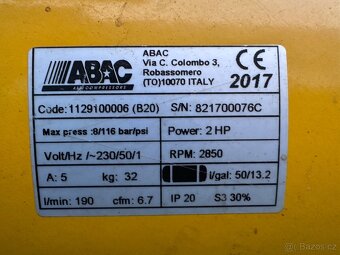 ABAC
AIR COMPRESSORS
ABAC
Via C. Colombo 3,
Robassomero
(TO)10070 ITALY
CE
2017
Code:1129100006 (B20)
S/N: 821700076C
Max press :8/116 bar/psi
Power: 2 HP
Volt/Hz /~230/50/1
RPM: 2850
A: 5
kg: 32
l/gal: 50/13.2
l/min: 190
cfm: 6.7
IP 20
S3 30%
bazoš.cz